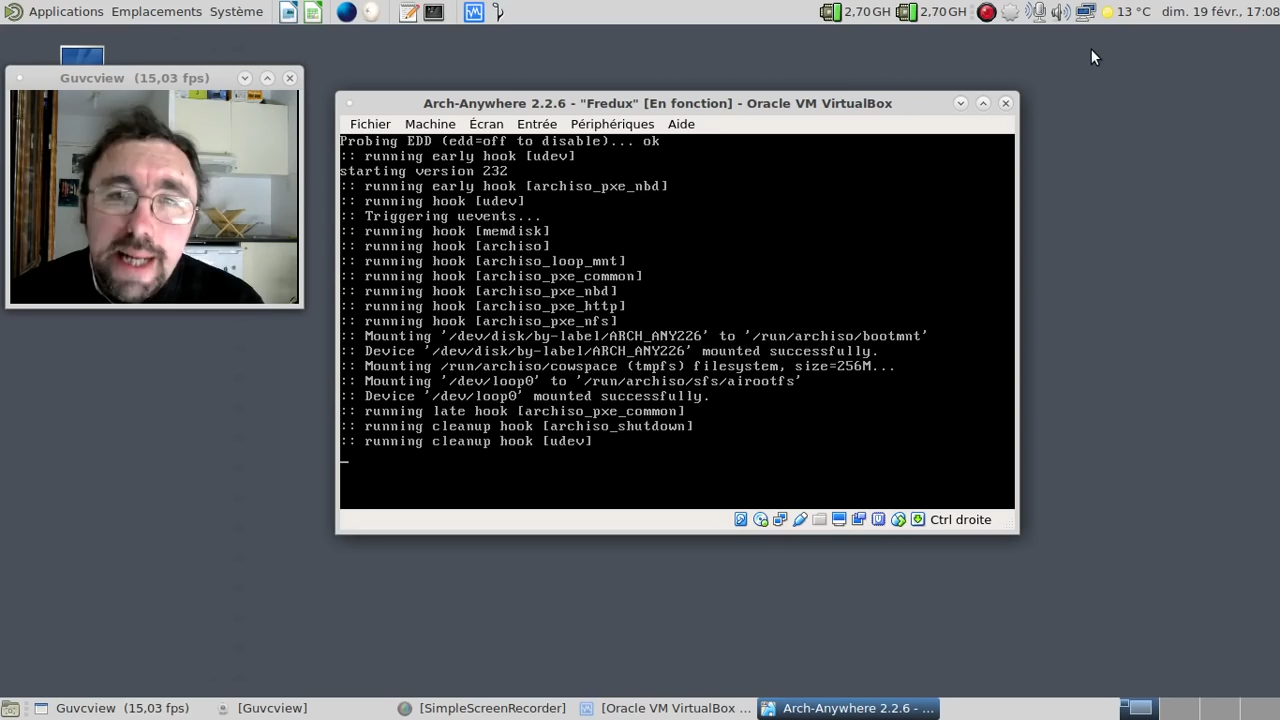 Applications Emplacements Système
2,70 GH 2,70 GH 13 °C dim. 19 févr., 17:08
Guvcview (15,03 fps)
Arch-Anywhere 2.2.6 - "Fredux" [En fonction] - Oracle VM VirtualBox
Fichier Machine Écran Entrée Périphériques Aide
Probing EDD (edd=off to disable)... ok
:: running early hook [udev]
starting version 232
:: running early hook [archiso_pxe_nbd]
:: running hook [udev]
:: Triggering uevents...
:: running hook [memdisk]
:: running hook [archiso]
:: running hook [archiso_loop_mnt]
:: running hook [archiso_pxe_common]
:: running hook [archiso_pxe_nbd]
:: running hook [archiso_pxe_http]
:: running hook [archiso_pxe_nfs]
:: Mounting '/dev/disk/by-label/ARCH_ANY226' to '/run/archiso/bootmnt'
:: Device '/dev/disk/by-label/ARCH_ANY226' mounted successfully.
:: Mounting /run/archiso/cowspace (tmpfs) filesystem, size=256M...
:: Mounting '/dev/loop0' to '/run/archiso/sfs/airootfs'
:: Device '/dev/loop0' mounted successfully.
:: running late hook [archiso_pxe_common]
:: running cleanup hook [archiso_shutdown]
:: running cleanup hook [udev]
Ctrl droite
Guvcview (15,03 fps) [Guvcview] [SimpleScreenRecorder] [Oracle VM VirtualBox ... Arch-Anywhere 2.2.6 - ...